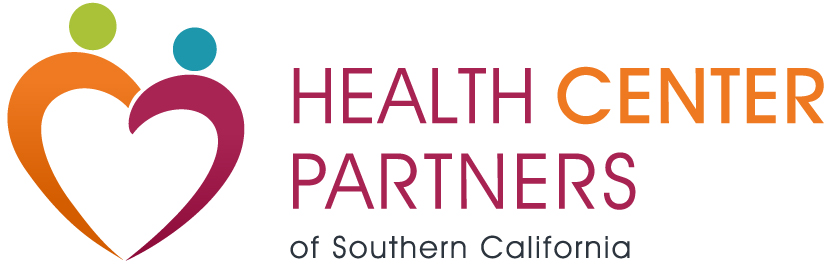 HEALTH CENTER
PARTNERS
of Southern California